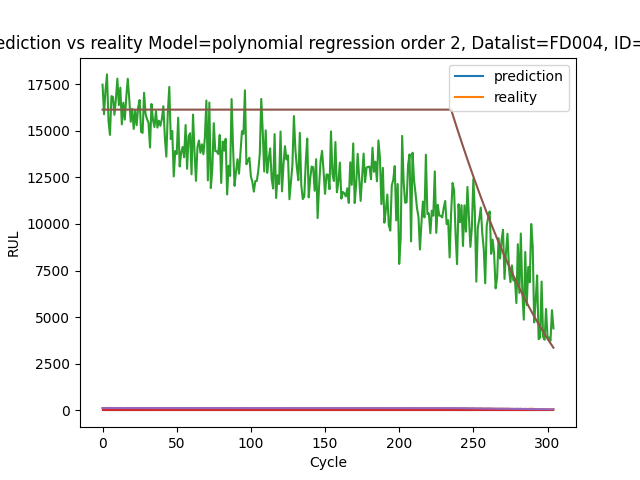 ediction vs reality Model=polynomial regression order 2, Datalist=FD004, ID=
prediction
reality
17500
15000
12500
10000
7500
5000
2500
0
RUL
0 50 100 150 200 250 300
Cycle